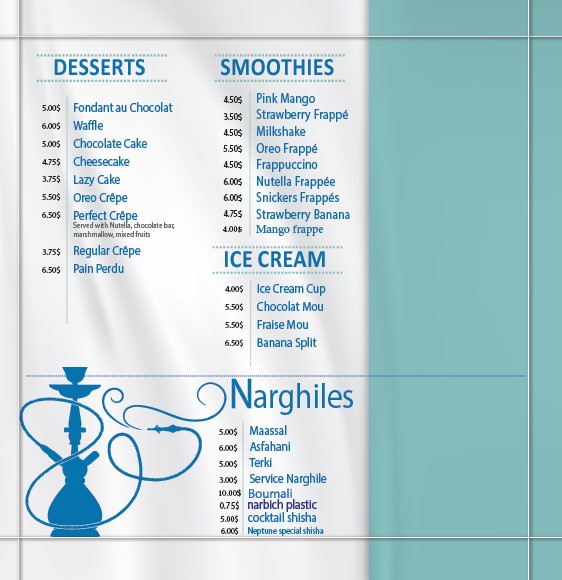 DESSERTS
5.00$ Fondant au Chocolat
6.00$ Waffle
5.00$ Chocolate Cake
4.75$ Cheesecake
3.75$ Lazy Cake
5.50$ Oreo Crêpe
6.50$ Perfect Crêpe
Served with Nutella, chocolate bar,
marshmallow, mixed fruits
3.75$ Regular Crêpe
6.50$ Pain Perdu
SMOOTHIES
4.50$ Pink Mango
3.50$ Strawberry Frappé
4.50$ Milkshake
5.50$ Oreo Frappé
4.50$ Frappuccino
6.00$ Nutella Frappée
6.00$ Snickers Frappés
4.75$ Strawberry Banana
4.00$ Mango frappe
ICE CREAM
4.00$ Ice Cream Cup
5.50$ Chocolat Mou
5.50$ Fraise Mou
6.50$ Banana Split
Narghiles
5.00$ Maassal
6.00$ Asfahani
5.00$ Terki
3.00$ Service Narghile
10.00$ Boumali
0.75$ narbich plastic
5.00$ cocktail shisha
6.00$ Neptune special shisha